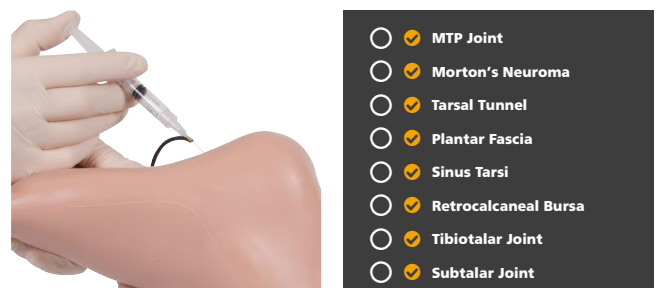 MTP Joint
Morton's Neuroma
Tarsal Tunnel
Plantar Fascia
Sinus Tarsi
Retrocalcaneal Bursa
Tibiotalar Joint
Subtalar Joint